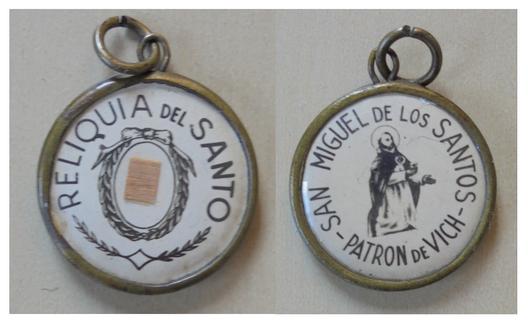 RELIQUIA DEL SANTO
SAN MIGUEL DE LOS SANTOS
- PATRON DE VICH -